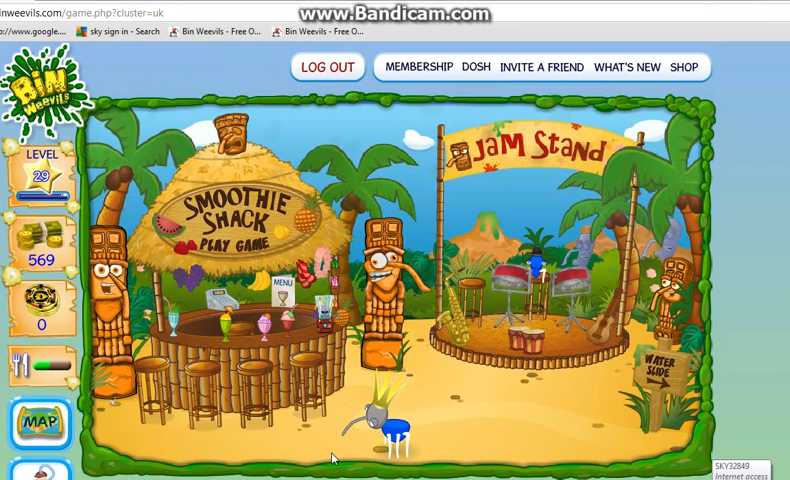 www.Bandicam.com
inweevils.com/game.php?cluster=uk
o://www.google.... sky sign in - Search Bin Weevils - Free O... Bin Weevils - Free O...
BiN WEEVILS
LOG OUT MEMBERSHIP DOSH INVITE A FRIEND WHAT'S NEW SHOP
LEVEL
29
569
0
MAP
SMOOTHIE
SHACK
PLAY GAME
MENU
JAM STAND
WATER
SLIDE
SKY32849
Internet access